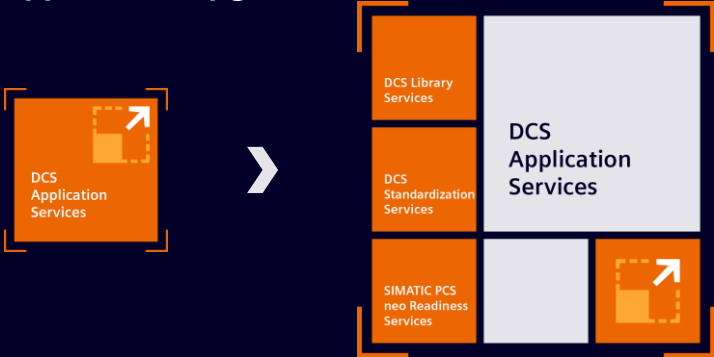 DCS
Application
Services
DCS Library
Services
DCS
Standardization
Services
SIMATIC PCS
neo Readiness
Services
DCS
Application
Services